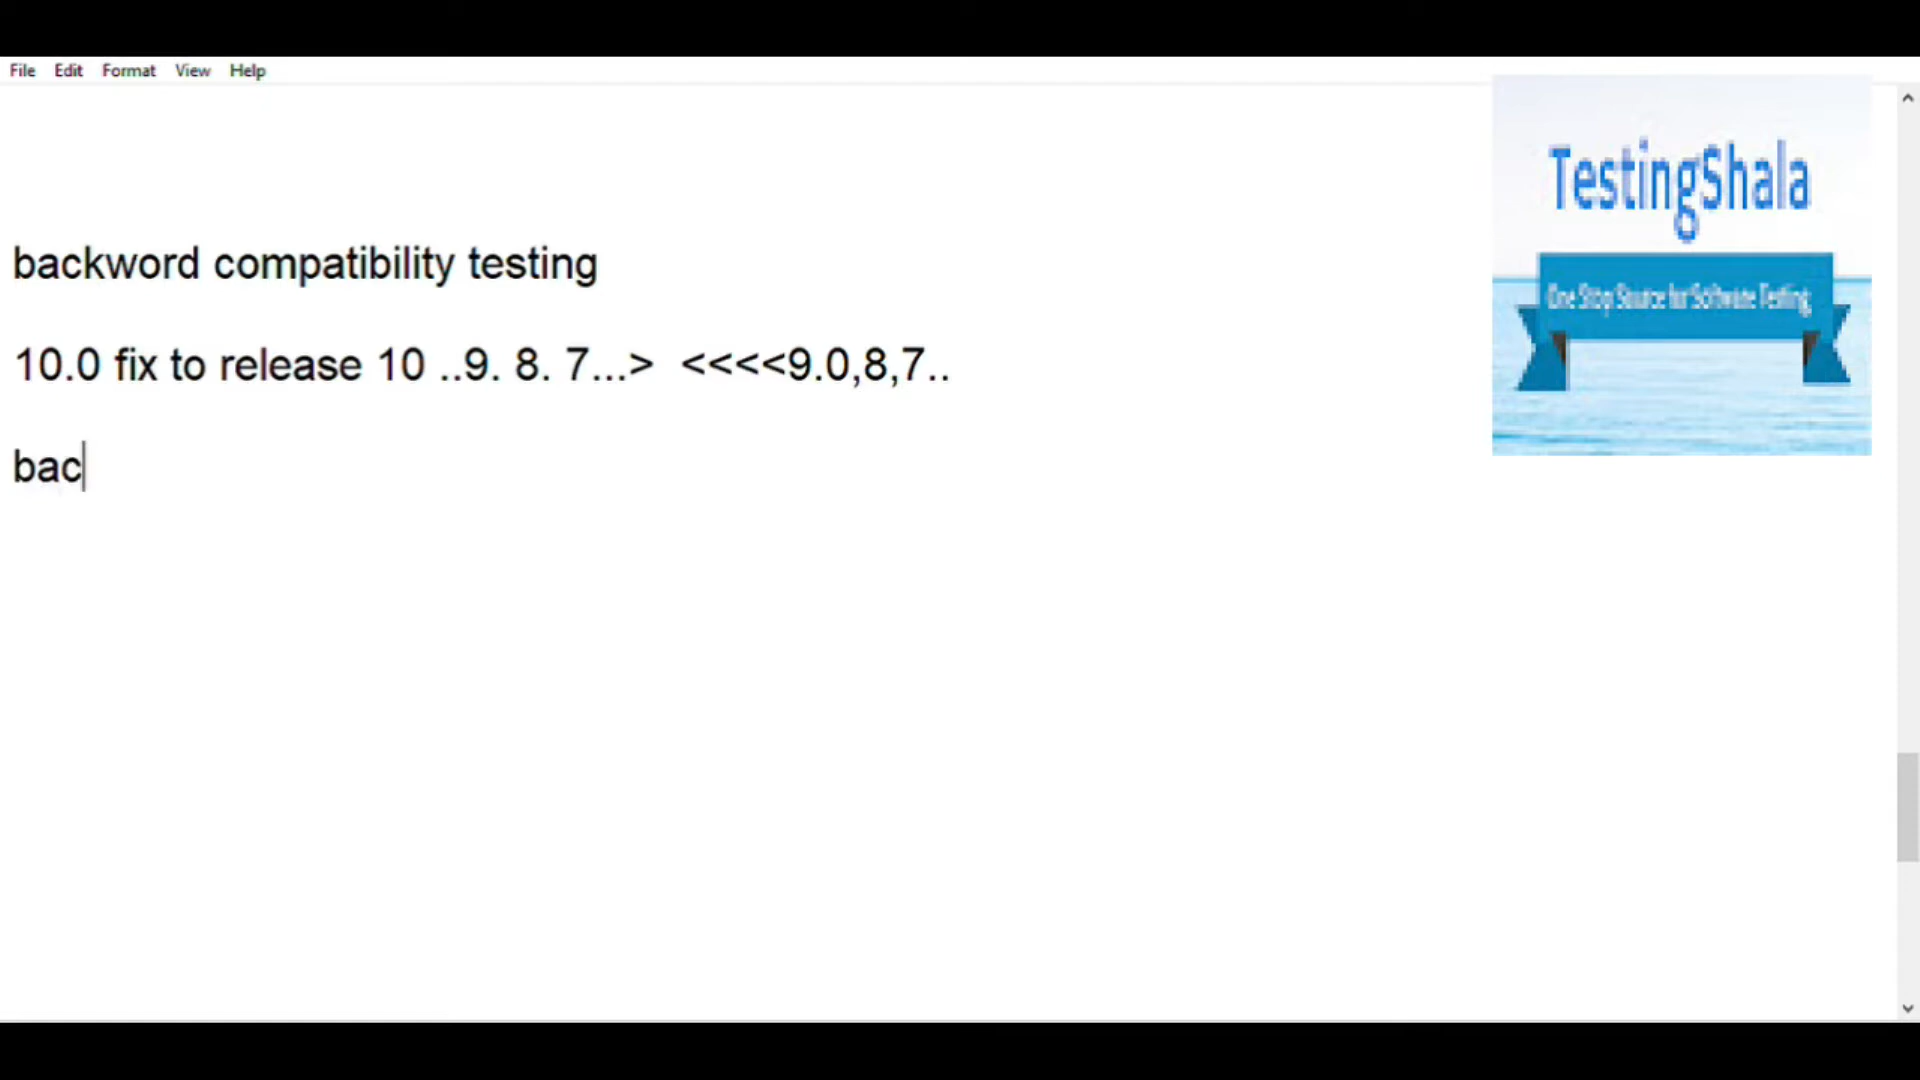 File Edit Format View Help
TestingShala
One Stop Source for Software Testing
backword compatibility testing
10.0 fix to release 10 ..9. 8. 7...> <<<<9.0,8,7..
bac